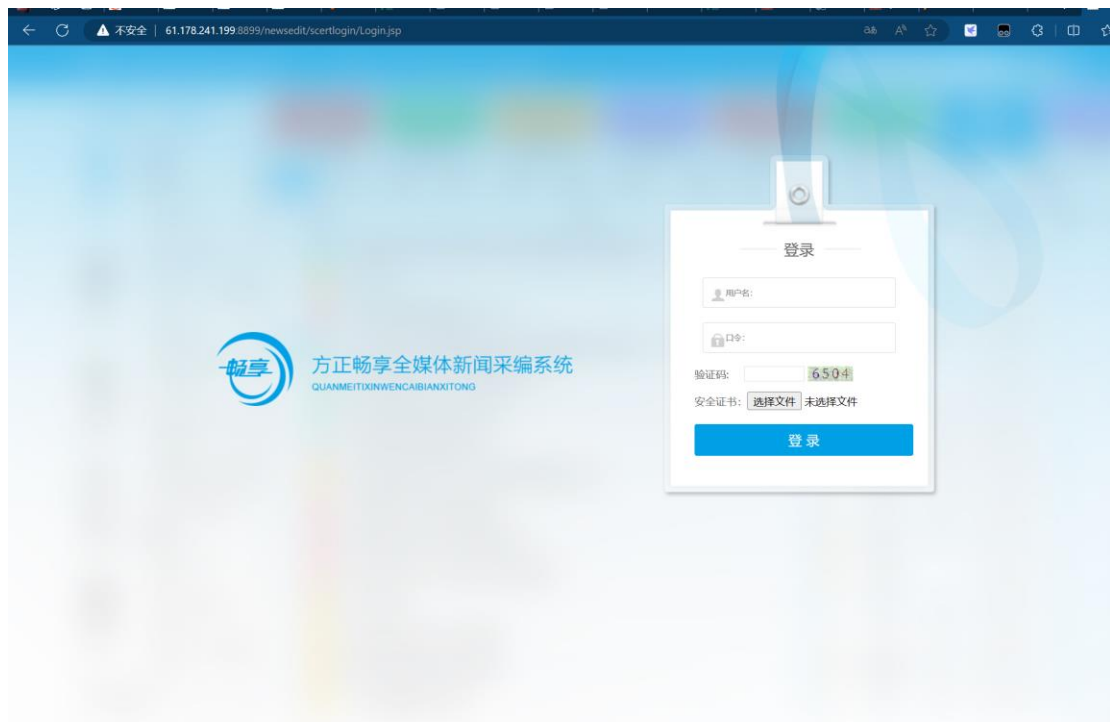 不安全 | 61.178.241.199:8899/newsedit/scertlogin/Login.jsp
登录
用户名:
口令:
畅享
方正畅享全媒体新闻采编系统
QUANMEITIXINWENCAIBIANXITONG
验证码: 6504
安全证书: 选择文件 未选择文件
登录